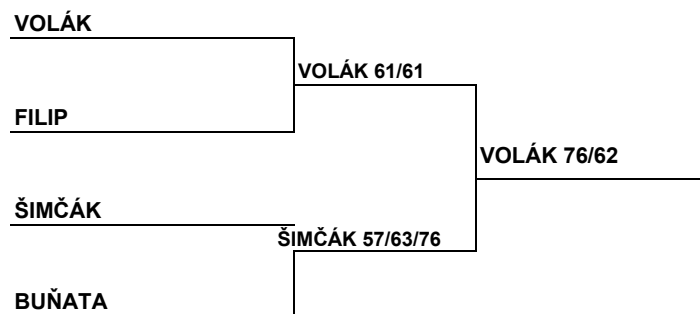 VOLÁK
VOLÁK 61/61
FILIP
VOLÁK 76/62
ŠIMČÁK
ŠIMČÁK 57/63/76
BUŇATA